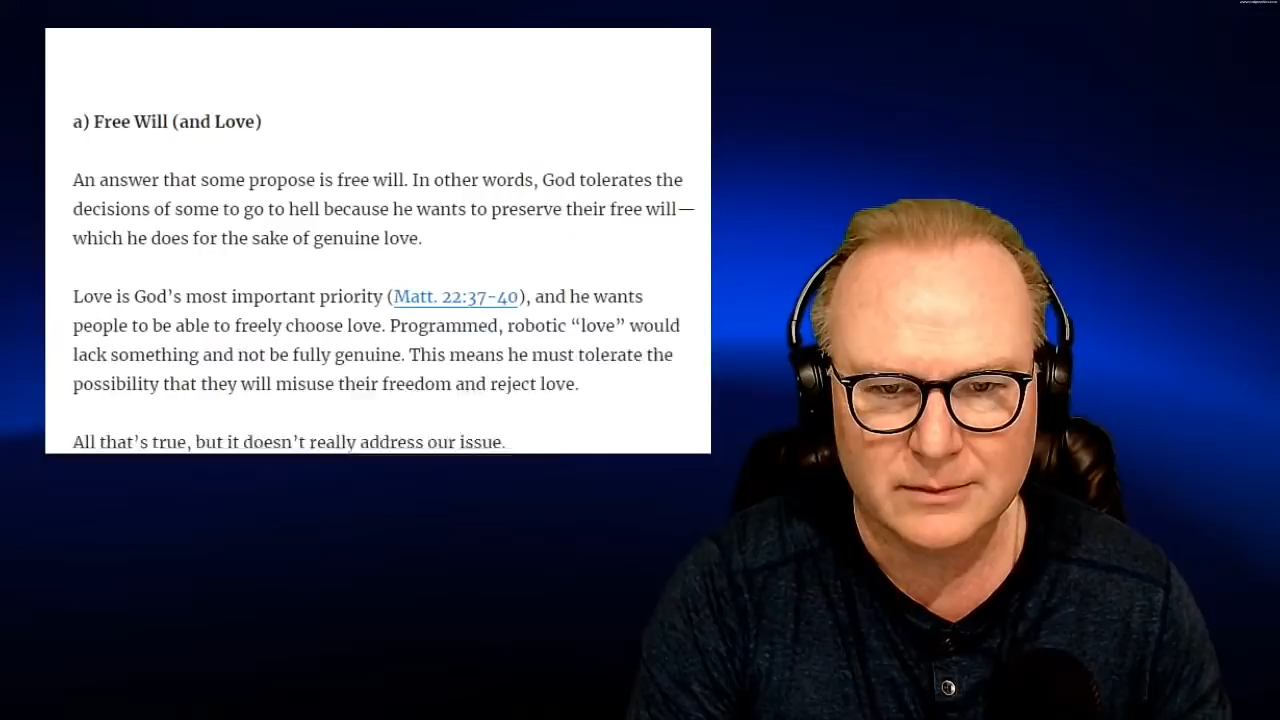 a) Free Will (and Love)
An answer that some propose is free will. In other words, God tolerates the
decisions of some to go to hell because he wants to preserve their free will—
which he does for the sake of genuine love.
Love is God’s most important priority (Matt. 22:37-40), and he wants
people to be able to freely choose love. Programmed, robotic “love” would
lack something and not be fully genuine. This means he must tolerate the
possibility that they will misuse their freedom and reject love.
All that’s true, but it doesn’t really address our issue.